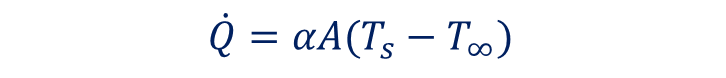 Q̇ = αA(Tₛ − T∞)